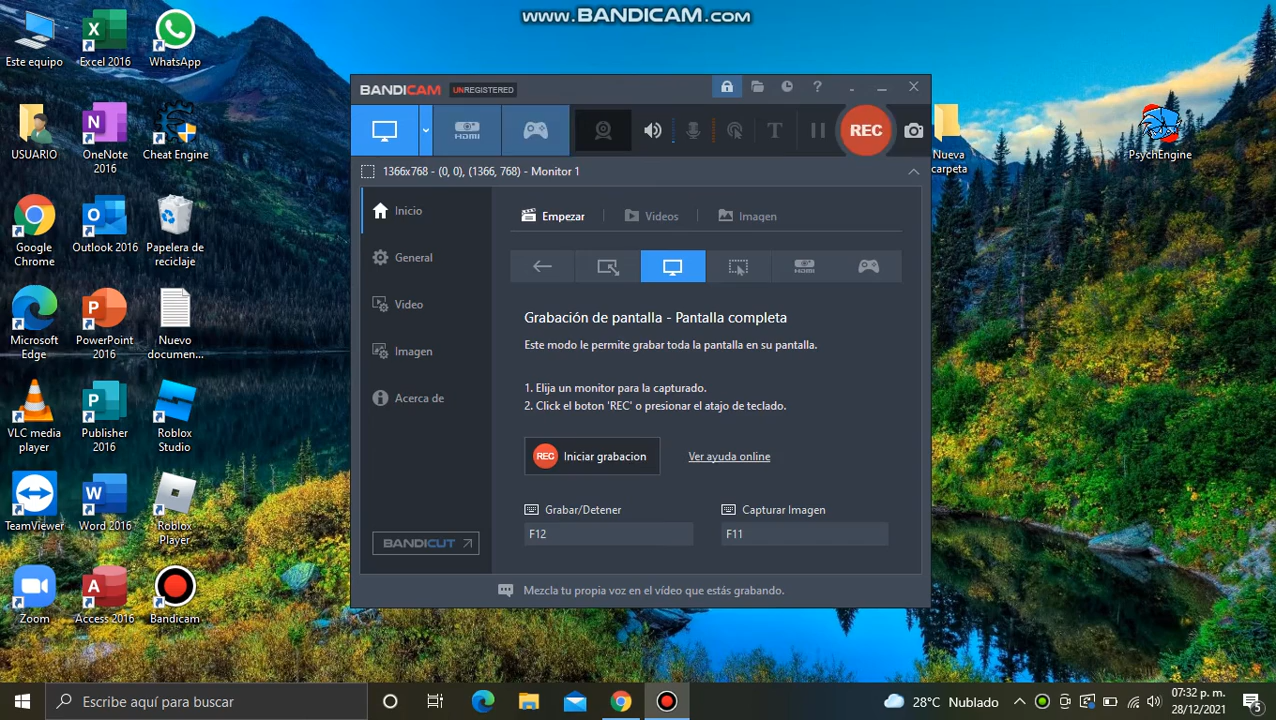 www.BANDICAM.com
Este equipo
Excel 2016
WhatsApp
USUARIO
OneNote
2016
Cheat Engine
Google
Chrome
Outlook 2016
Papelera de
reciclaje
Microsoft
Edge
PowerPoint
2016
Nuevo
documen...
VLC media
player
Publisher
2016
Roblox
Studio
TeamViewer
Word 2016
Roblox
Player
Zoom
Access 2016
Bandicam
BANDICAM UNREGISTERED
HDMI
REC
1366x768 - (0, 0), (1366, 768) - Monitor 1
Inicio
General
Video
Imagen
Acerca de
BANDICUT
Empezar
Videos
Imagen
HDMI
Grabación de pantalla - Pantalla completa
Este modo le permite grabar toda la pantalla en su pantalla.
1. Elija un monitor para la capturado.
2. Click el boton 'REC' o presionar el atajo de teclado.
REC Iniciar grabacion
Ver ayuda online
Grabar/Detener
F12
Capturar Imagen
F11
Mezcla tu propia voz en el vídeo que estás grabando.
Nueva
carpeta
PsychEngine
Escribe aquí para buscar
28°C Nublado
07:32 p. m.
28/12/2021
5